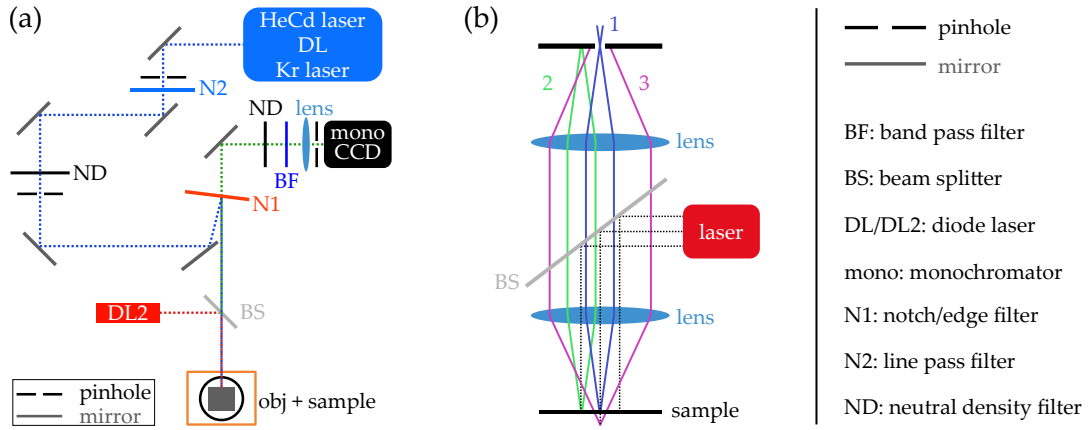 (a)
HeCd laser
DL
Kr laser
N2
ND
lens
mono
CCD
BF
ND
N1
BS
DL2
pinhole
mirror
obj + sample
(b)
1
2
3
lens
laser
BS
lens
sample
pinhole
mirror
BF: band pass filter
BS: beam splitter
DL/DL2: diode laser
mono: monochromator
N1: notch/edge filter
N2: line pass filter
ND: neutral density filter